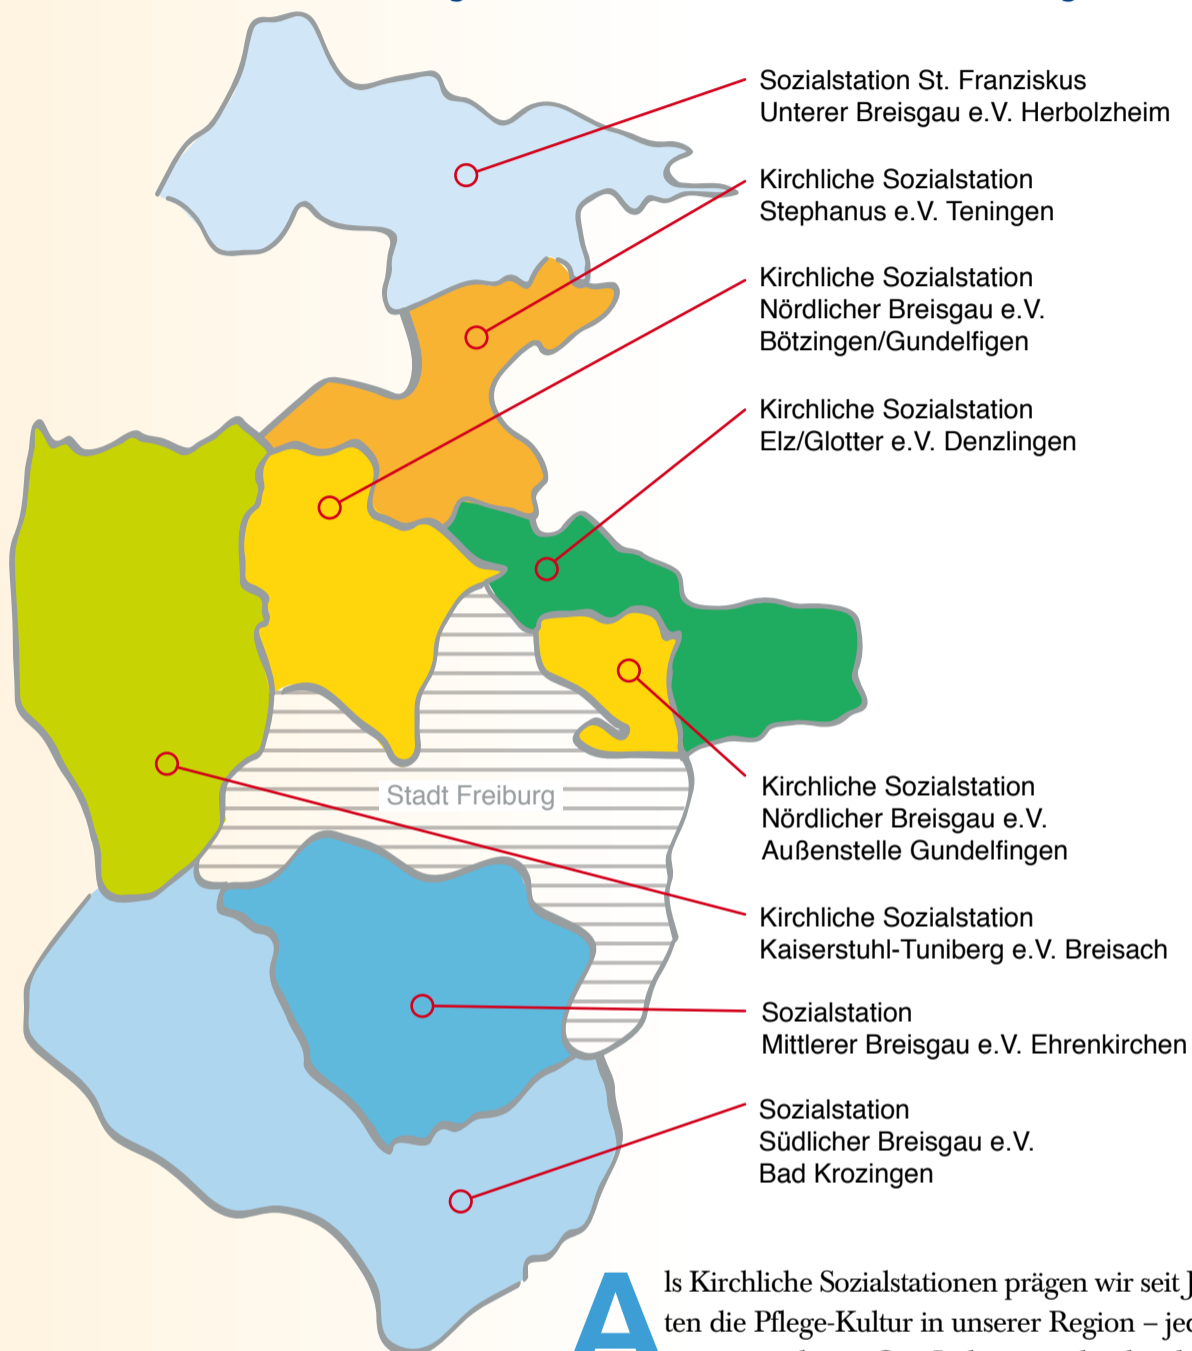 Sozialstation St. Franziskus
Unterer Breisgau e.V. Herbolzheim
Kirchliche Sozialstation
Stephanus e.V. Teningen
Kirchliche Sozialstation
Nördlicher Breisgau e.V.
Bötzingen/Gundelfigen
Kirchliche Sozialstation
Elz/Glotter e.V. Denzlingen
Stadt Freiburg
Kirchliche Sozialstation
Nördlicher Breisgau e.V.
Außenstelle Gundelfingen
Kirchliche Sozialstation
Kaiserstuhl-Tuniberg e.V. Breisach
Sozialstation
Mittlerer Breisgau e.V. Ehrenkirchen
Sozialstation
Südlicher Breisgau e.V.
Bad Krozingen
Als Kirchliche Sozialstationen prägen wir seit J
ten die Pflege-Kultur in unserer Region – jed